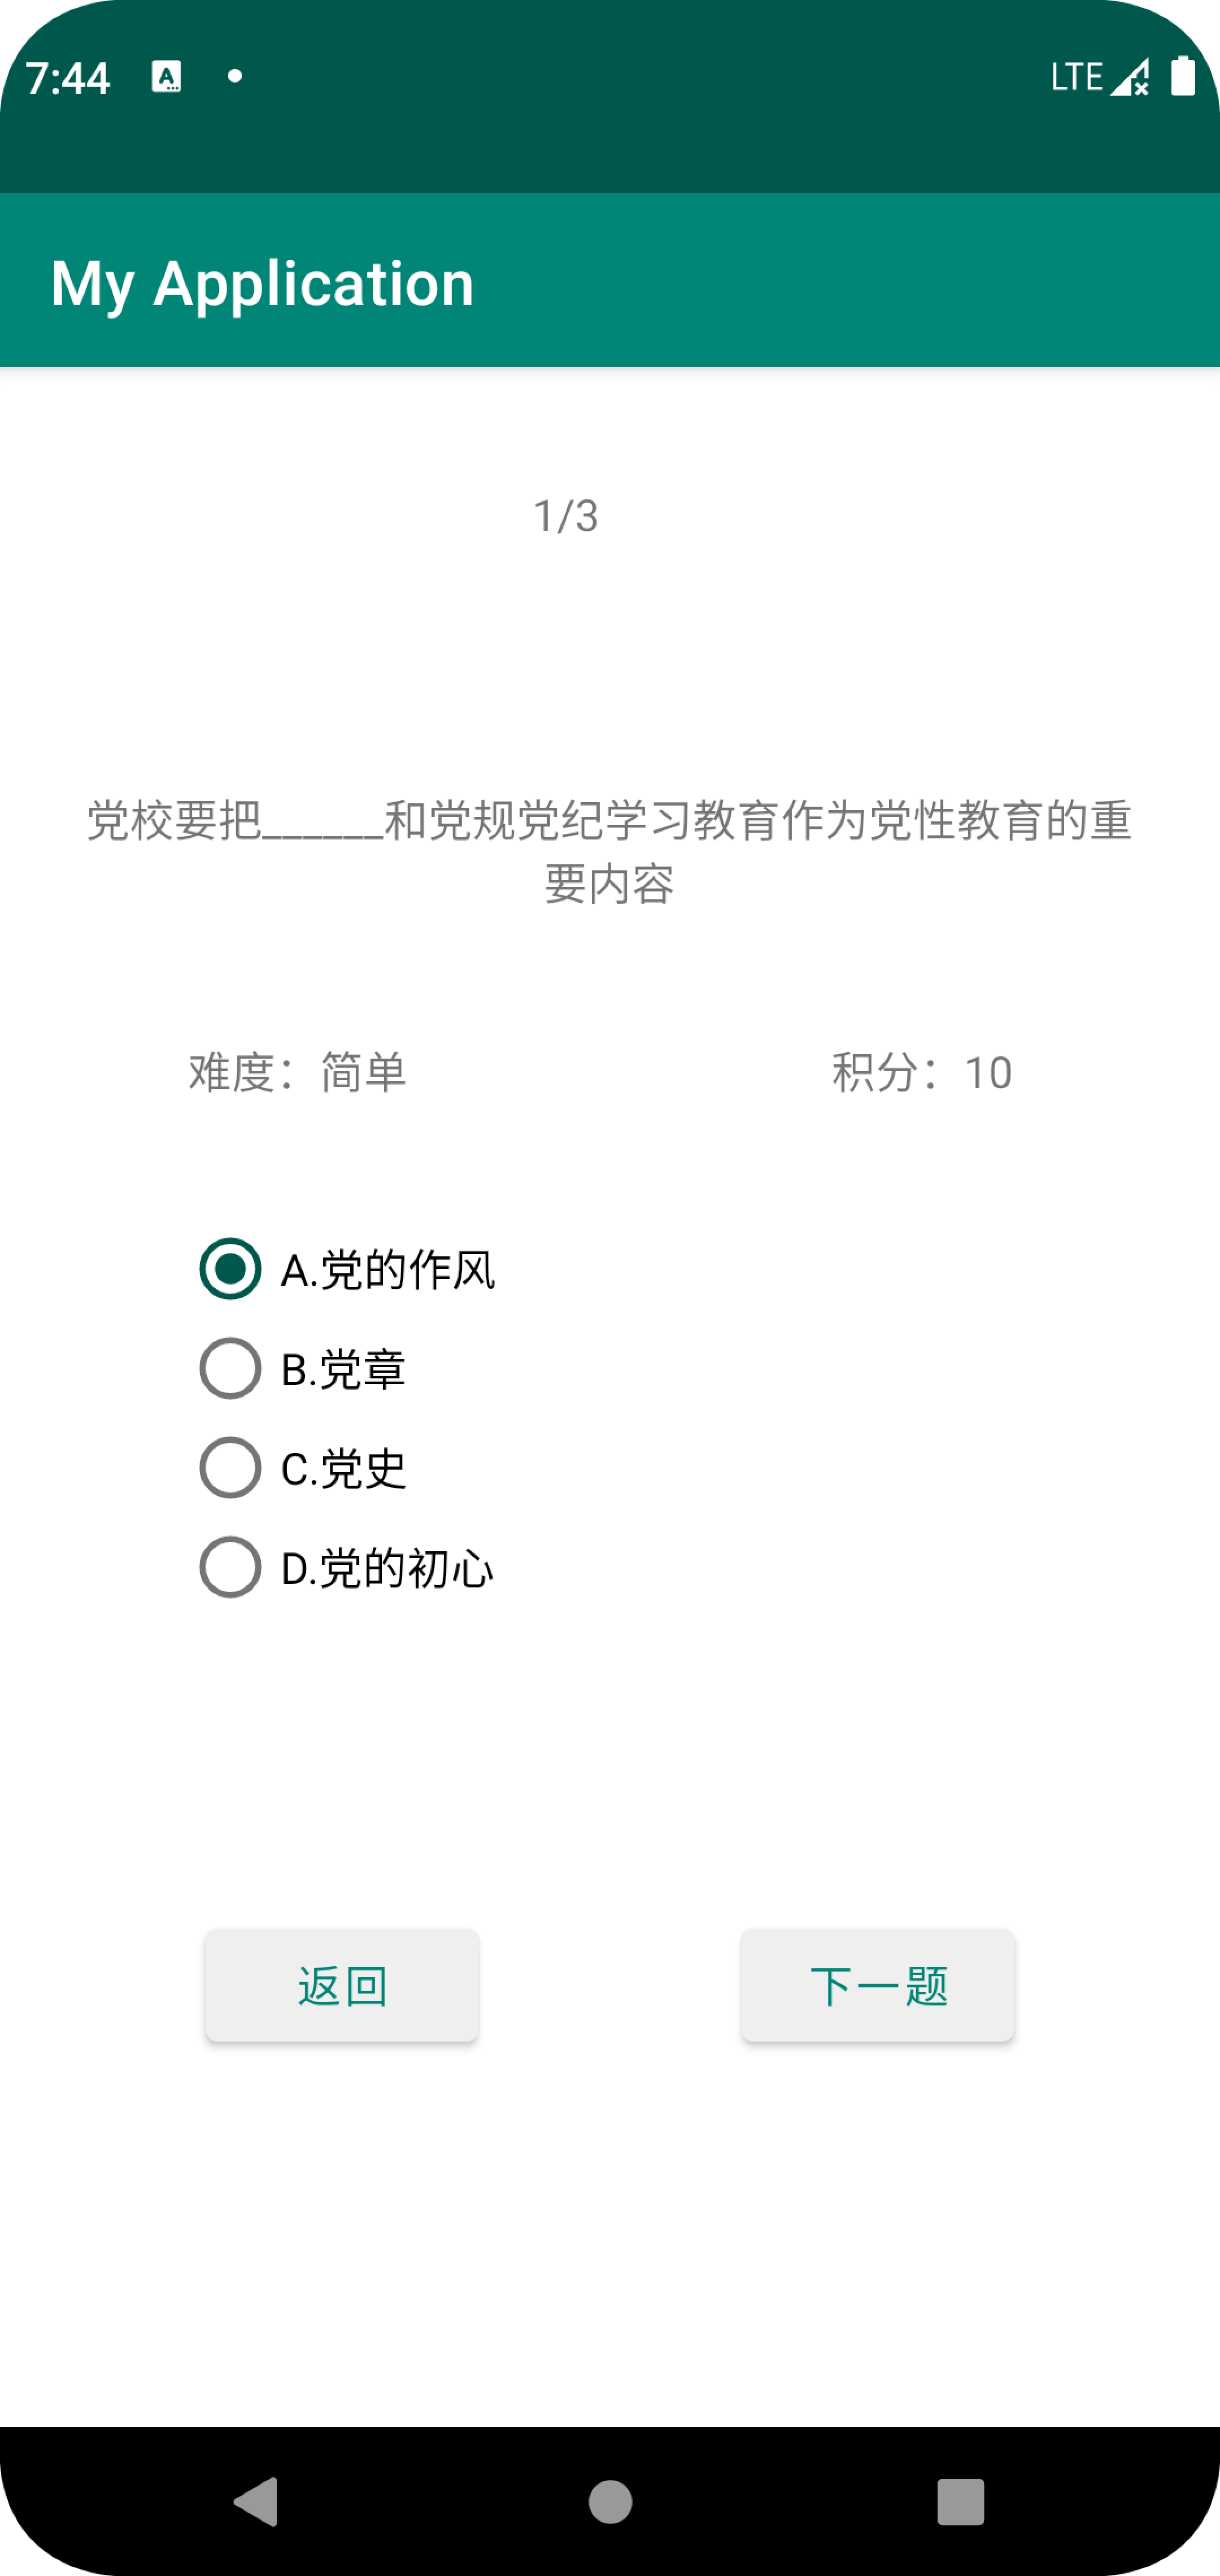 7:44
LTE
My Application
1/3
党校要把______和党规党纪学习教育作为党性教育的重
要内容
难度：简单
积分：10
A.党的作风
B.党章
C.党史
D.党的初心
返回
下一题